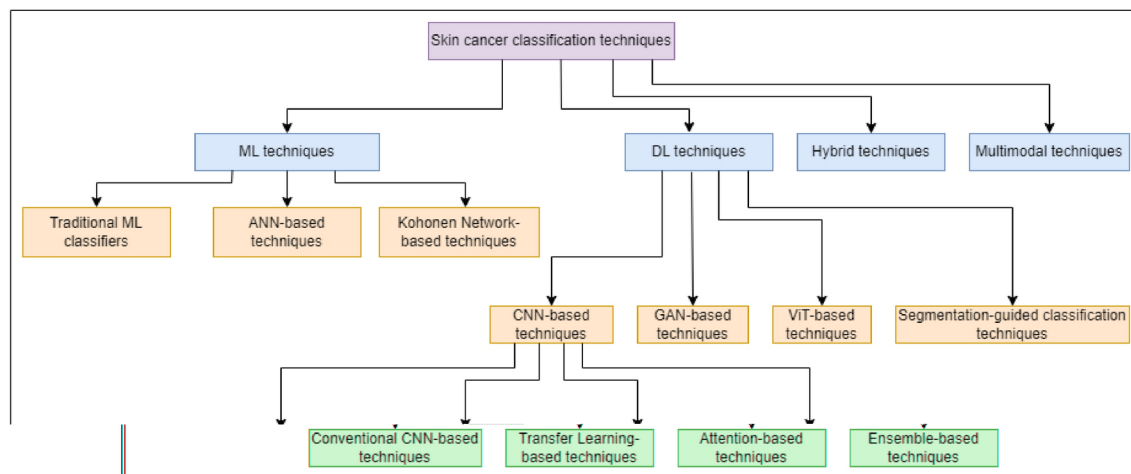 Skin cancer classification techniques
ML techniques
DL techniques
Hybrid techniques
Multimodal techniques
Traditional ML
classifiers
ANN-based
techniques
Kohonen Network-
based techniques
CNN-based
techniques
GAN-based
techniques
ViT-based
techniques
Segmentation-guided classification
techniques
Conventional CNN-based
techniques
Transfer Learning-
based techniques
Attention-based
techniques
Ensemble-based
techniques